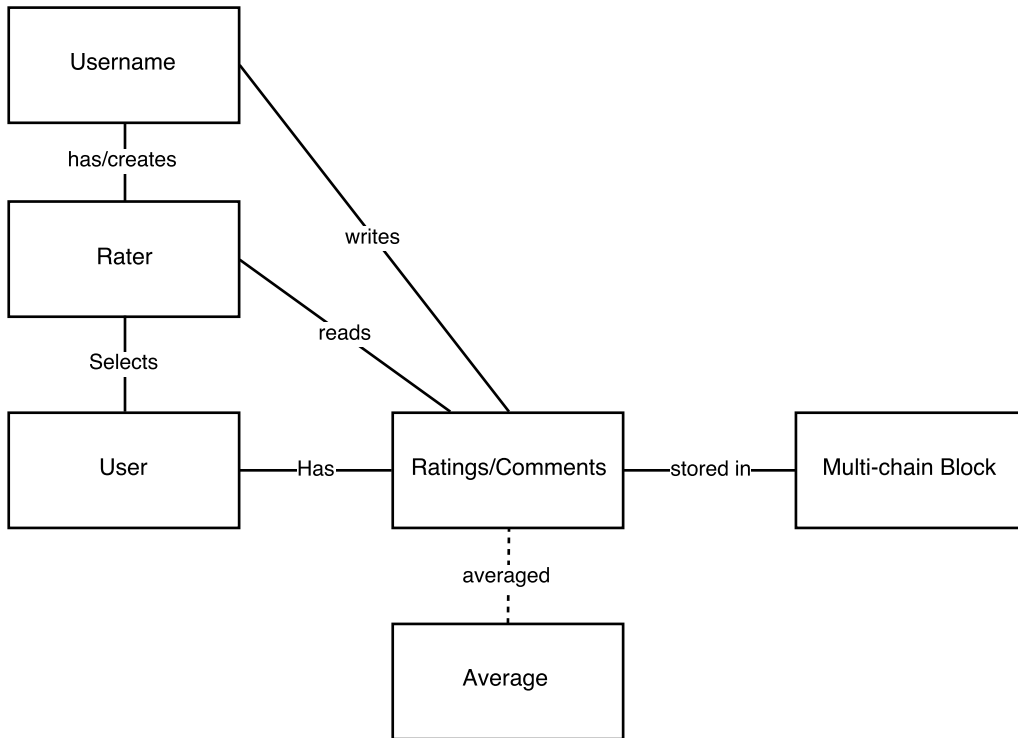 Username
has/creates
Rater
writes
reads
Selects
User
Has
Ratings/Comments
stored in
Multi-chain Block
averaged
Average